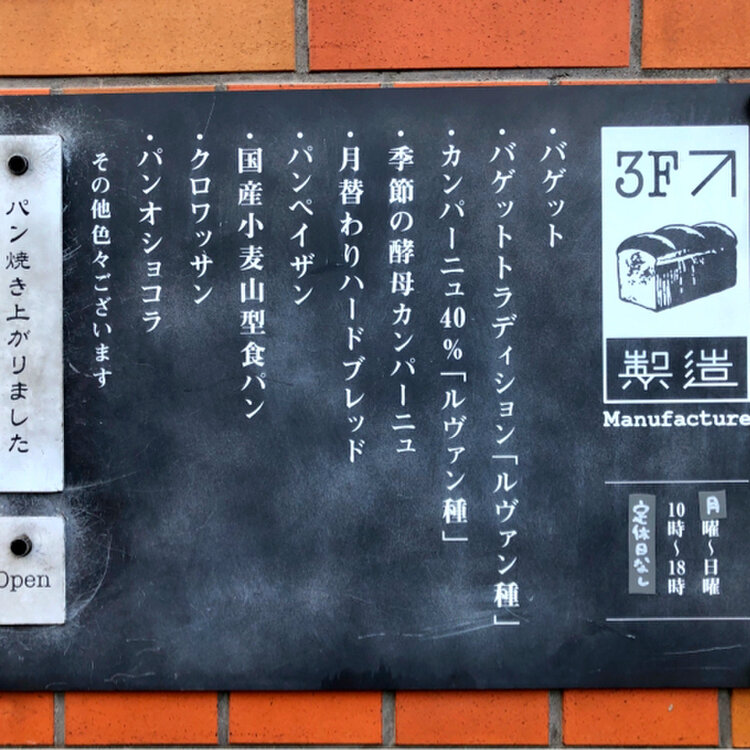 3F
製造
Manufacture
月曜〜日曜
10時〜18時
定休日なし
・バゲット
・バゲットトラディション「ルヴァン種」
・カンパーニュ40%「ルヴァン種」
・季節の酵母カンパーニュ
・月替わりハードブレッド
・パンペイザン
・国産小麦山型食パン
・クロワッサン
・パンオショコラ
その他色々ございます
パン焼き上がりました
Open